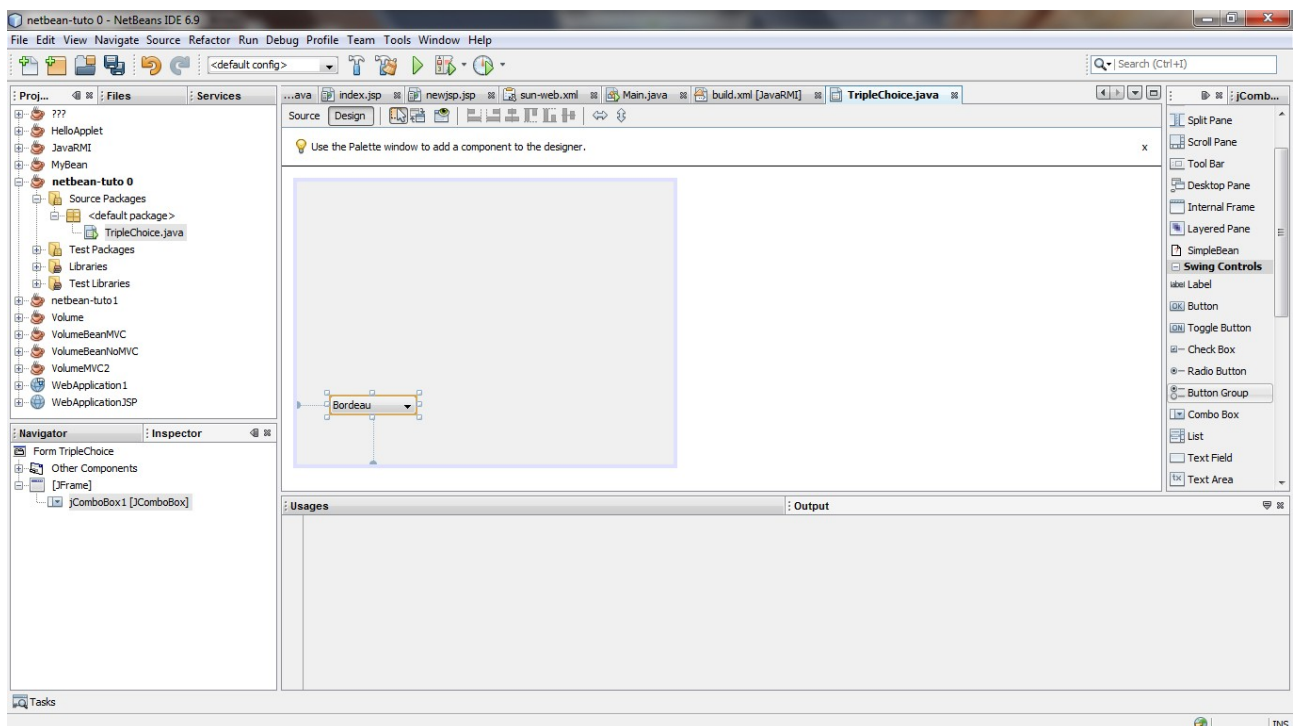 netbean-tuto 0 - NetBeans IDE 6.9
File Edit View Navigate Source Refactor Run Debug Profile Team Tools Window Help
<default config>
Search (Ctrl+I)
Proj... Files Services
???
HelloApplet
JavaRMI
MyBean
netbean-tuto 0
Source Packages
<default package>
TripleChoice.java
Test Packages
Libraries
Test Libraries
netbean-tuto1
Volume
VolumeBeanMVC
VolumeBeanNoMVC
VolumeMVC2
WebApplication1
WebApplicationJSP
Navigator Inspector
Form TripleChoice
Other Components
[JFrame]
jComboBox1 [JComboBox]
...ava index.jsp newjsp.jsp sun-web.xml Main.java build.xml [JavaRMI] TripleChoice.java
Source Design
Use the Palette window to add a component to the designer. x
Bordeau
Usages Output
jComb...
Split Pane
Scroll Pane
Tool Bar
Desktop Pane
Internal Frame
Layered Pane
SimpleBean
Swing Controls
label Label
OK Button
ON Toggle Button
Check Box
Radio Button
Button Group
Combo Box
List
Text Field
Text Area
Tasks
INS